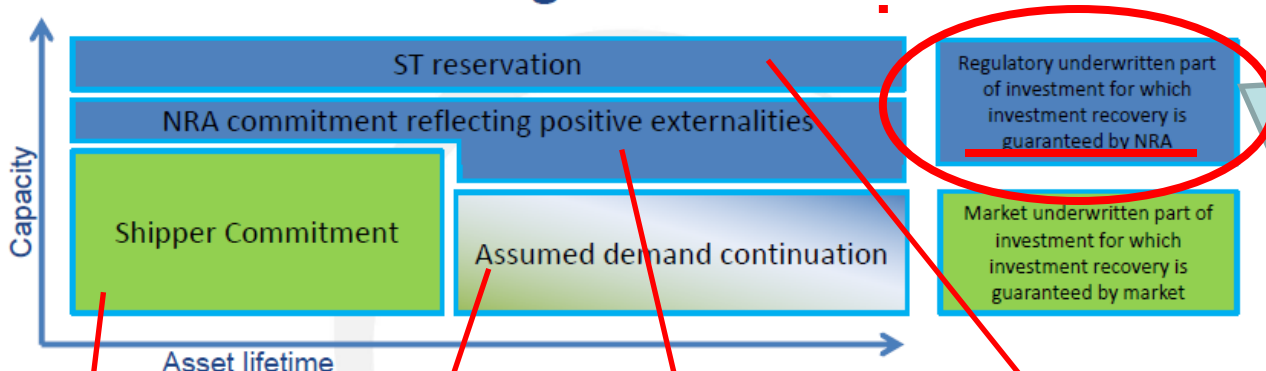 ST reservation
NRA commitment reflecting positive externalities
Shipper Commitment
Assumed demand continuation
Capacity
Asset lifetime
Regulatory underwritten part
of investment for which
investment recovery is
guaranteed by NRA
Market underwritten part of
investment for which
investment recovery is
guaranteed by market